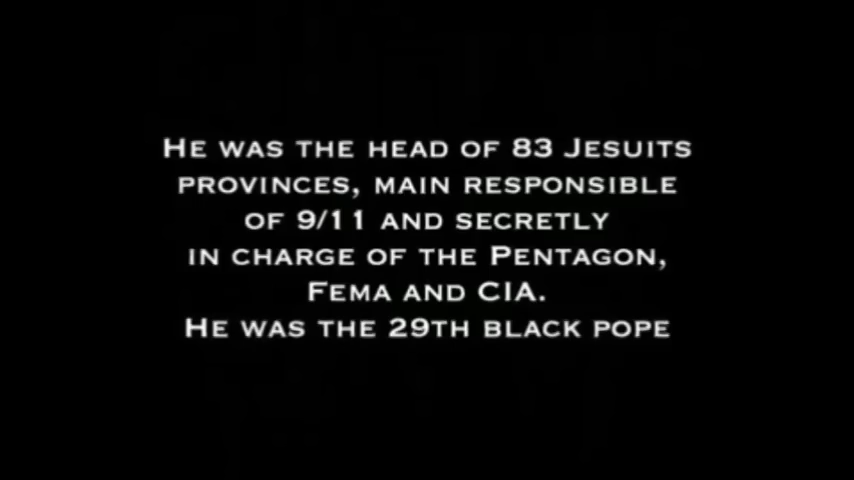 He was the head of 83 Jesuits
provinces, main responsible
of 9/11 and secretly
in charge of the Pentagon,
Fema and CIA.
He was the 29th black pope